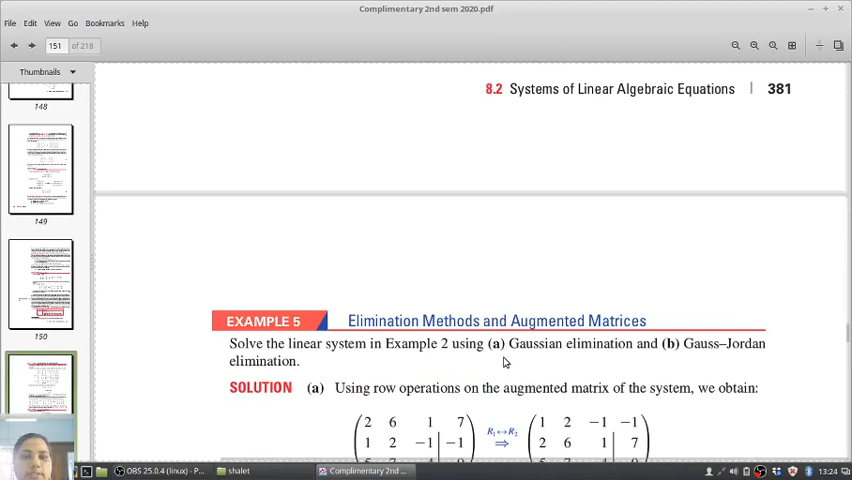 Complimentary 2nd sem 2020.pdf
File Edit View Go Bookmarks Help
151 of 218
Thumbnails
148
149
150
8.2 Systems of Linear Algebraic Equations 381
EXAMPLE 5 Elimination Methods and Augmented Matrices
Solve the linear system in Example 2 using (a) Gaussian elimination and (b) Gauss–Jordan
elimination.
SOLUTION (a) Using row operations on the augmented matrix of the system, we obtain:
2 6 1 7 R₁↔R₂ 1 2 −1 −1
1 2 −1 | −1 ⇒ 2 6 1 | 7
OBS 25.0.4 (linux) - P... shalet Complimentary 2nd se... 13:24